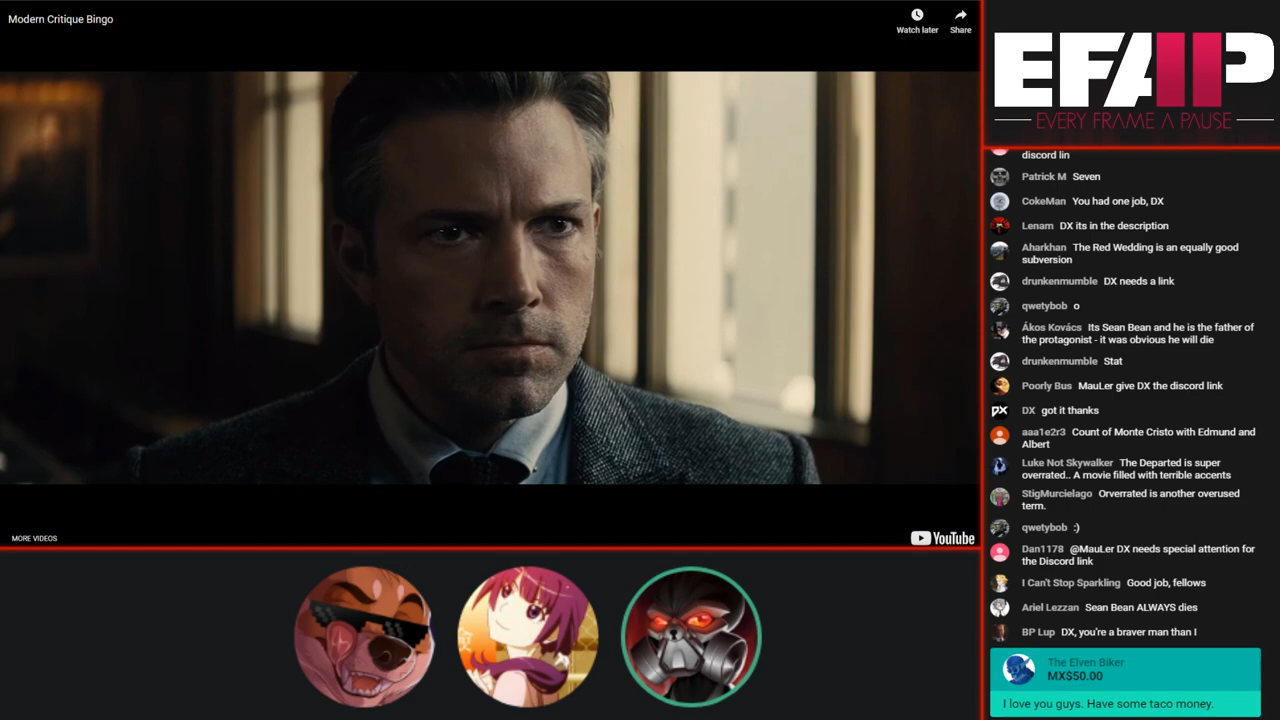 Modern Critique Bingo
Watch later
Share
MORE VIDEOS
YouTube
EFAP
EVERY FRAME A PAUSE
discord lin
Patrick M Seven
CokeMan You had one job, DX
Lenam DX its in the description
Aharkhan The Red Wedding is an equally good
subversion
drunkenmumble DX needs a link
qwetybob o
Ákos Kovács Its Sean Bean and he is the father of
the protagonist - it was obvious he will die
drunkenmumble Stat
Poorly Bus MauLer give DX the discord link
DX
DX got it thanks
aaa1e2r3 Count of Monte Cristo with Edmund and
Albert
Luke Not Skywalker The Departed is super
overrated.. A movie filled with terrible accents
StigMurcielago Orverrated is another overused
term.
qwetybob :)
Dan1178 @MauLer DX needs special attention for
the Discord link
I Can't Stop Sparkling Good job, fellows
Ariel Lezzan Sean Bean ALWAYS dies
BP Lup DX, you're a braver man than I
The Elven Biker
MX$50.00
I love you guys. Have some taco money.